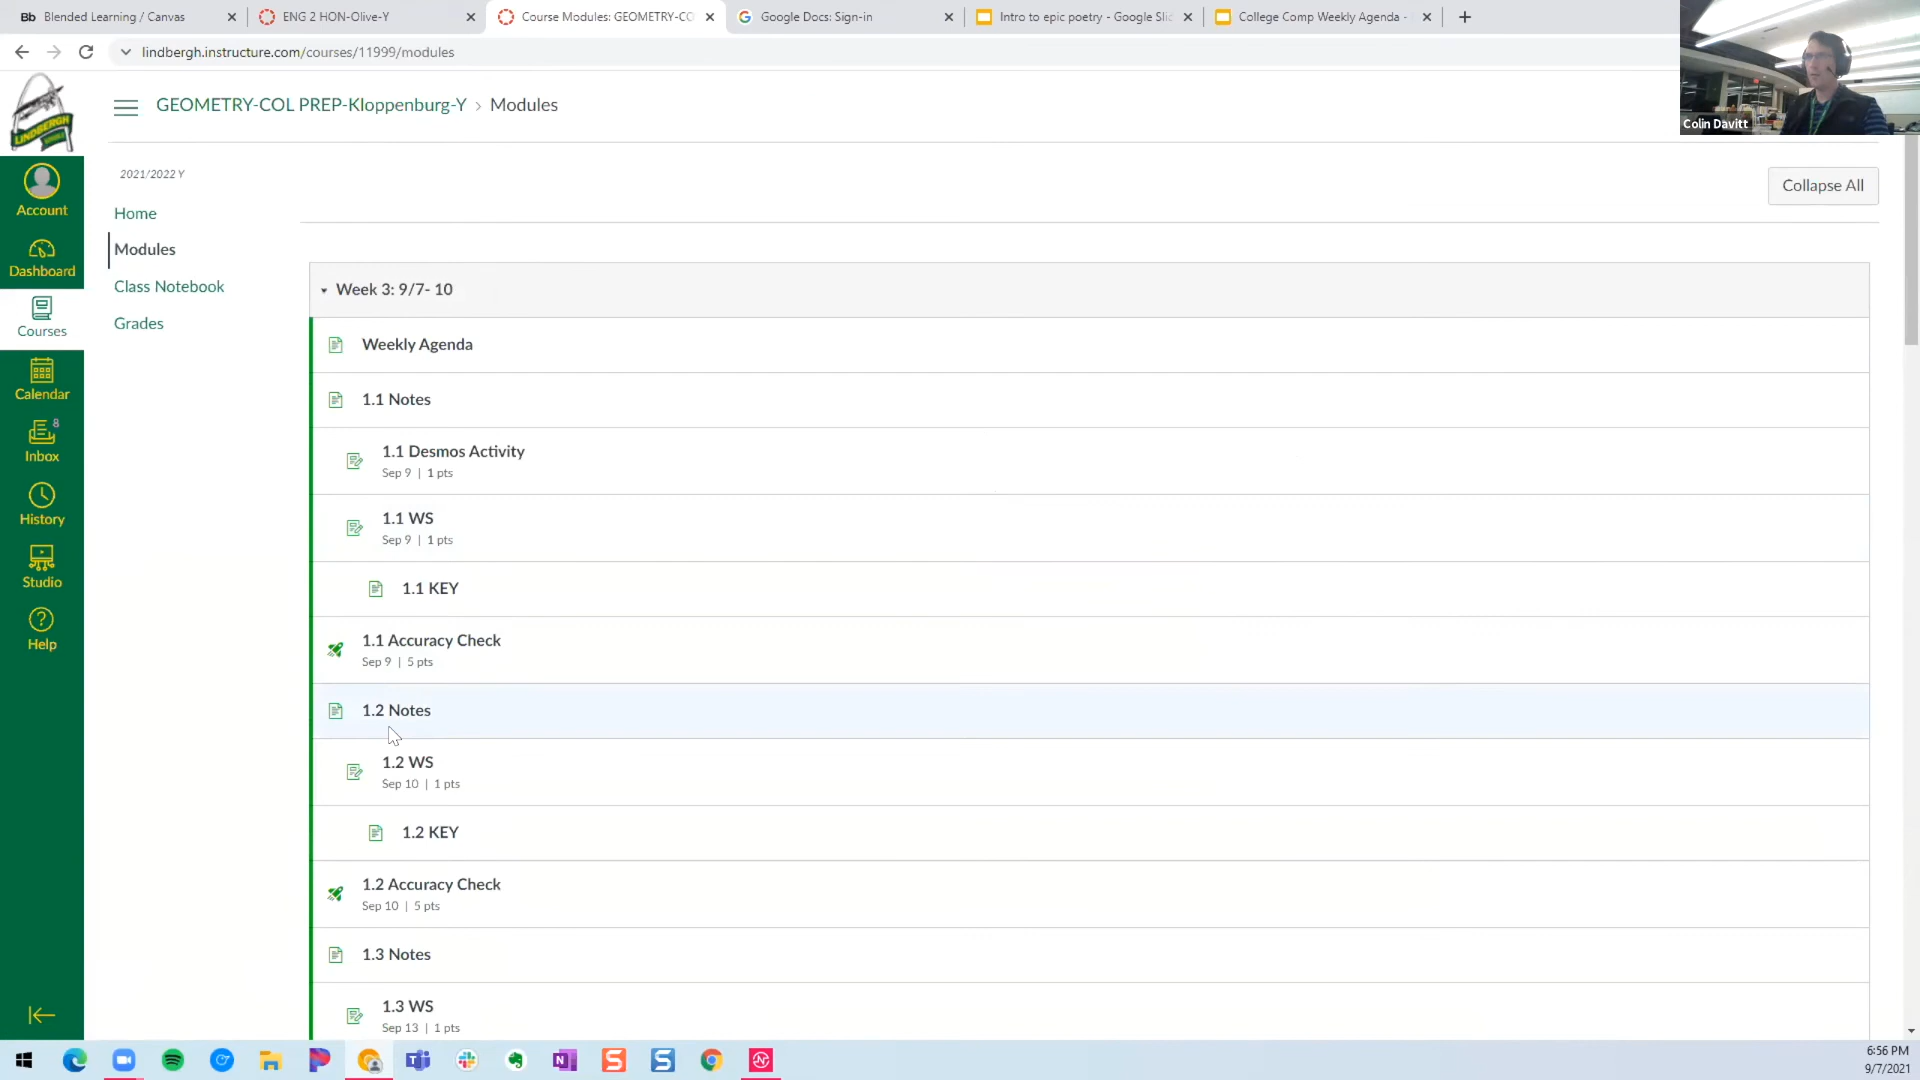 Bb Blended Learning / Canvas
ENG 2 HON-Olive-Y
Course Modules: GEOMETRY-CO
Google Docs: Sign-in
Intro to epic poetry - Google Slid
College Comp Weekly Agenda -
lindbergh.instructure.com/courses/11999/modules
Colin Davitt
LINDBERGH
GEOMETRY-COL PREP-Kloppenburg-Y > Modules
2021/2022 Y
Collapse All
Account
Dashboard
Courses
Calendar
8
Inbox
History
Studio
Help
Home
Modules
Class Notebook
Grades
Week 3: 9/7- 10
Weekly Agenda
1.1 Notes
1.1 Desmos Activity
Sep 9 | 1 pts
1.1 WS
Sep 9 | 1 pts
1.1 KEY
1.1 Accuracy Check
Sep 9 | 5 pts
1.2 Notes
1.2 WS
Sep 10 | 1 pts
1.2 KEY
1.2 Accuracy Check
Sep 10 | 5 pts
1.3 Notes
1.3 WS
Sep 13 | 1 pts
6:56 PM
9/7/2021